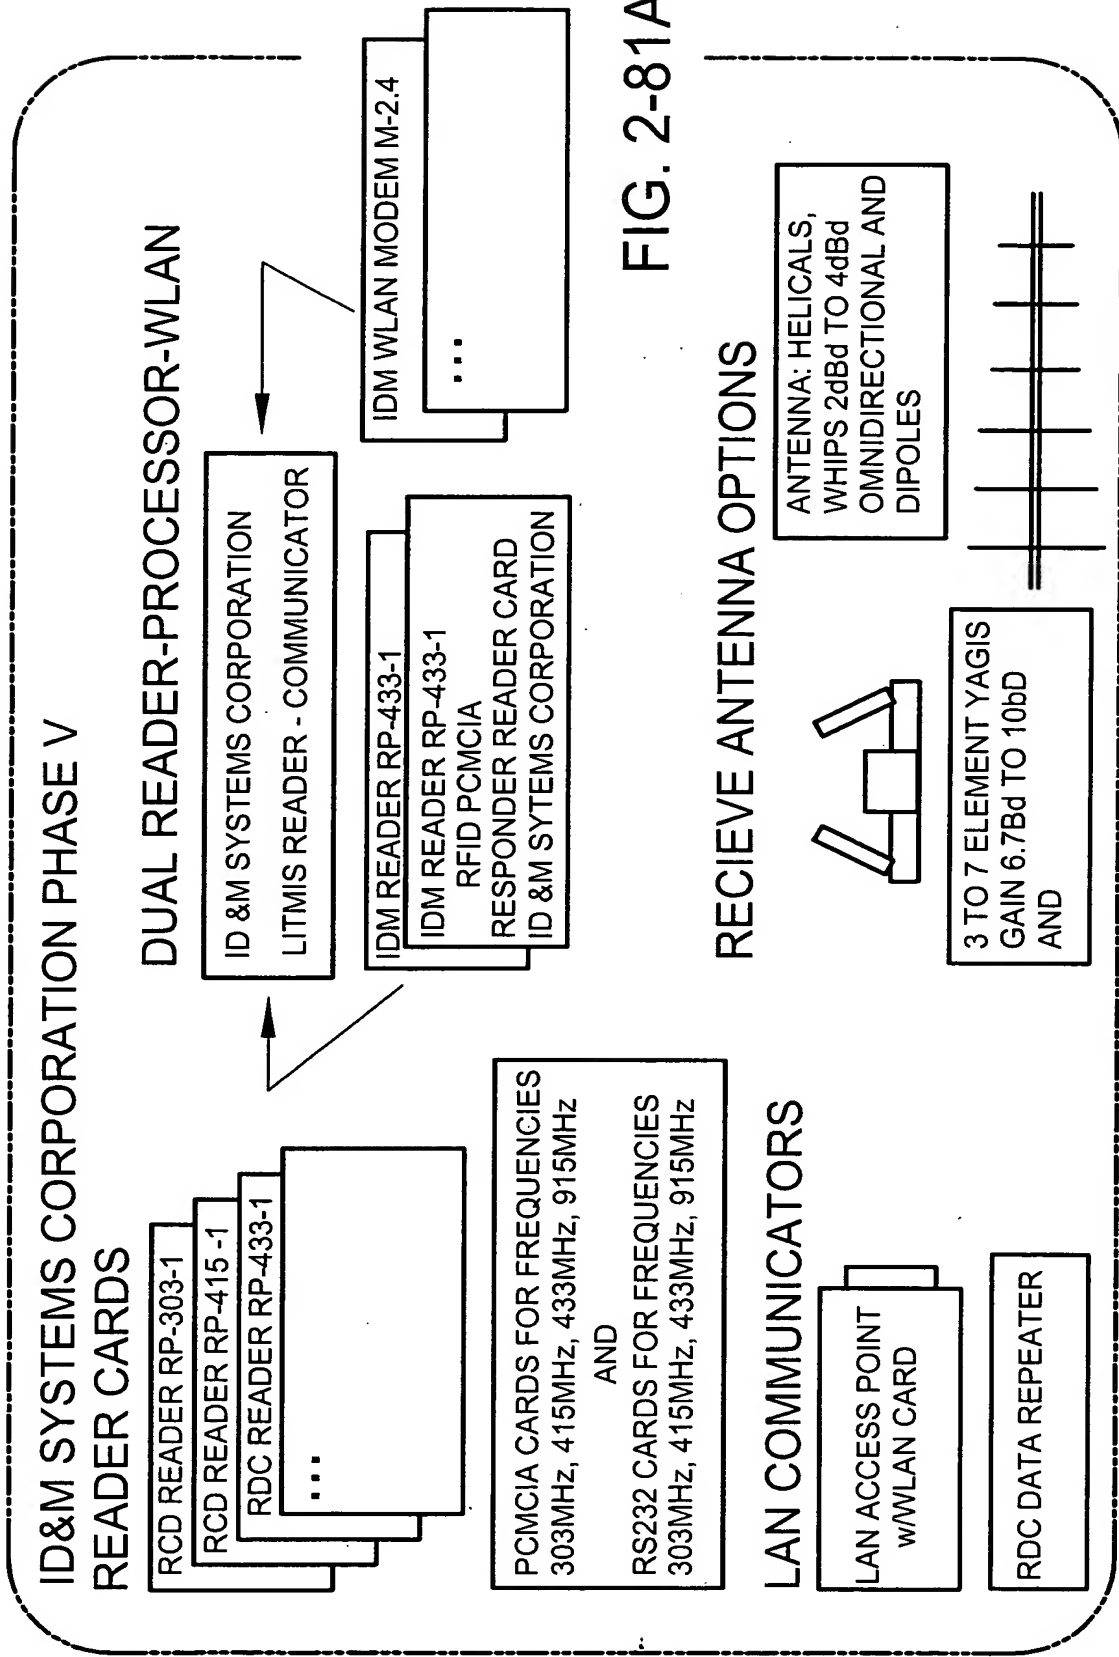 ID&M SYSTEMS CORPORATION PHASE V
READER CARDS
RCD READER RP-303-1
RCD READER RP-415 -1
RDC READER RP-433-1
...
PCMCIA CARDS FOR FREQUENCIES
303MHz, 415MHz, 433MHz, 915MHz
AND
RS232 CARDS FOR FREQUENCIES
303MHz, 415MHz, 433MHz, 915MHz
LAN COMMUNICATORS
LAN ACCESS POINT
w/WLAN CARD
RDC DATA REPEATER
DUAL READER-PROCESSOR-WLAN
ID &M SYSTEMS CORPORATION
LITMIS READER - COMMUNICATOR
IDM READER RP-433-1
IDM READER RP-433-1
RFID PCMCIA
RESPONDER READER CARD
ID &M SYTEMS CORPORATION
IDM WLAN MODEM M-2.4
...
RECIEVE ANTENNA OPTIONS
3 TO 7 ELEMENT YAGIS
GAIN 6.7Bd TO 10bD
AND
ANTENNA: HELICALS,
WHIPS 2dBd TO 4dBd
OMNIDIRECTIONAL AND
DIPOLES
FIG. 2-81A